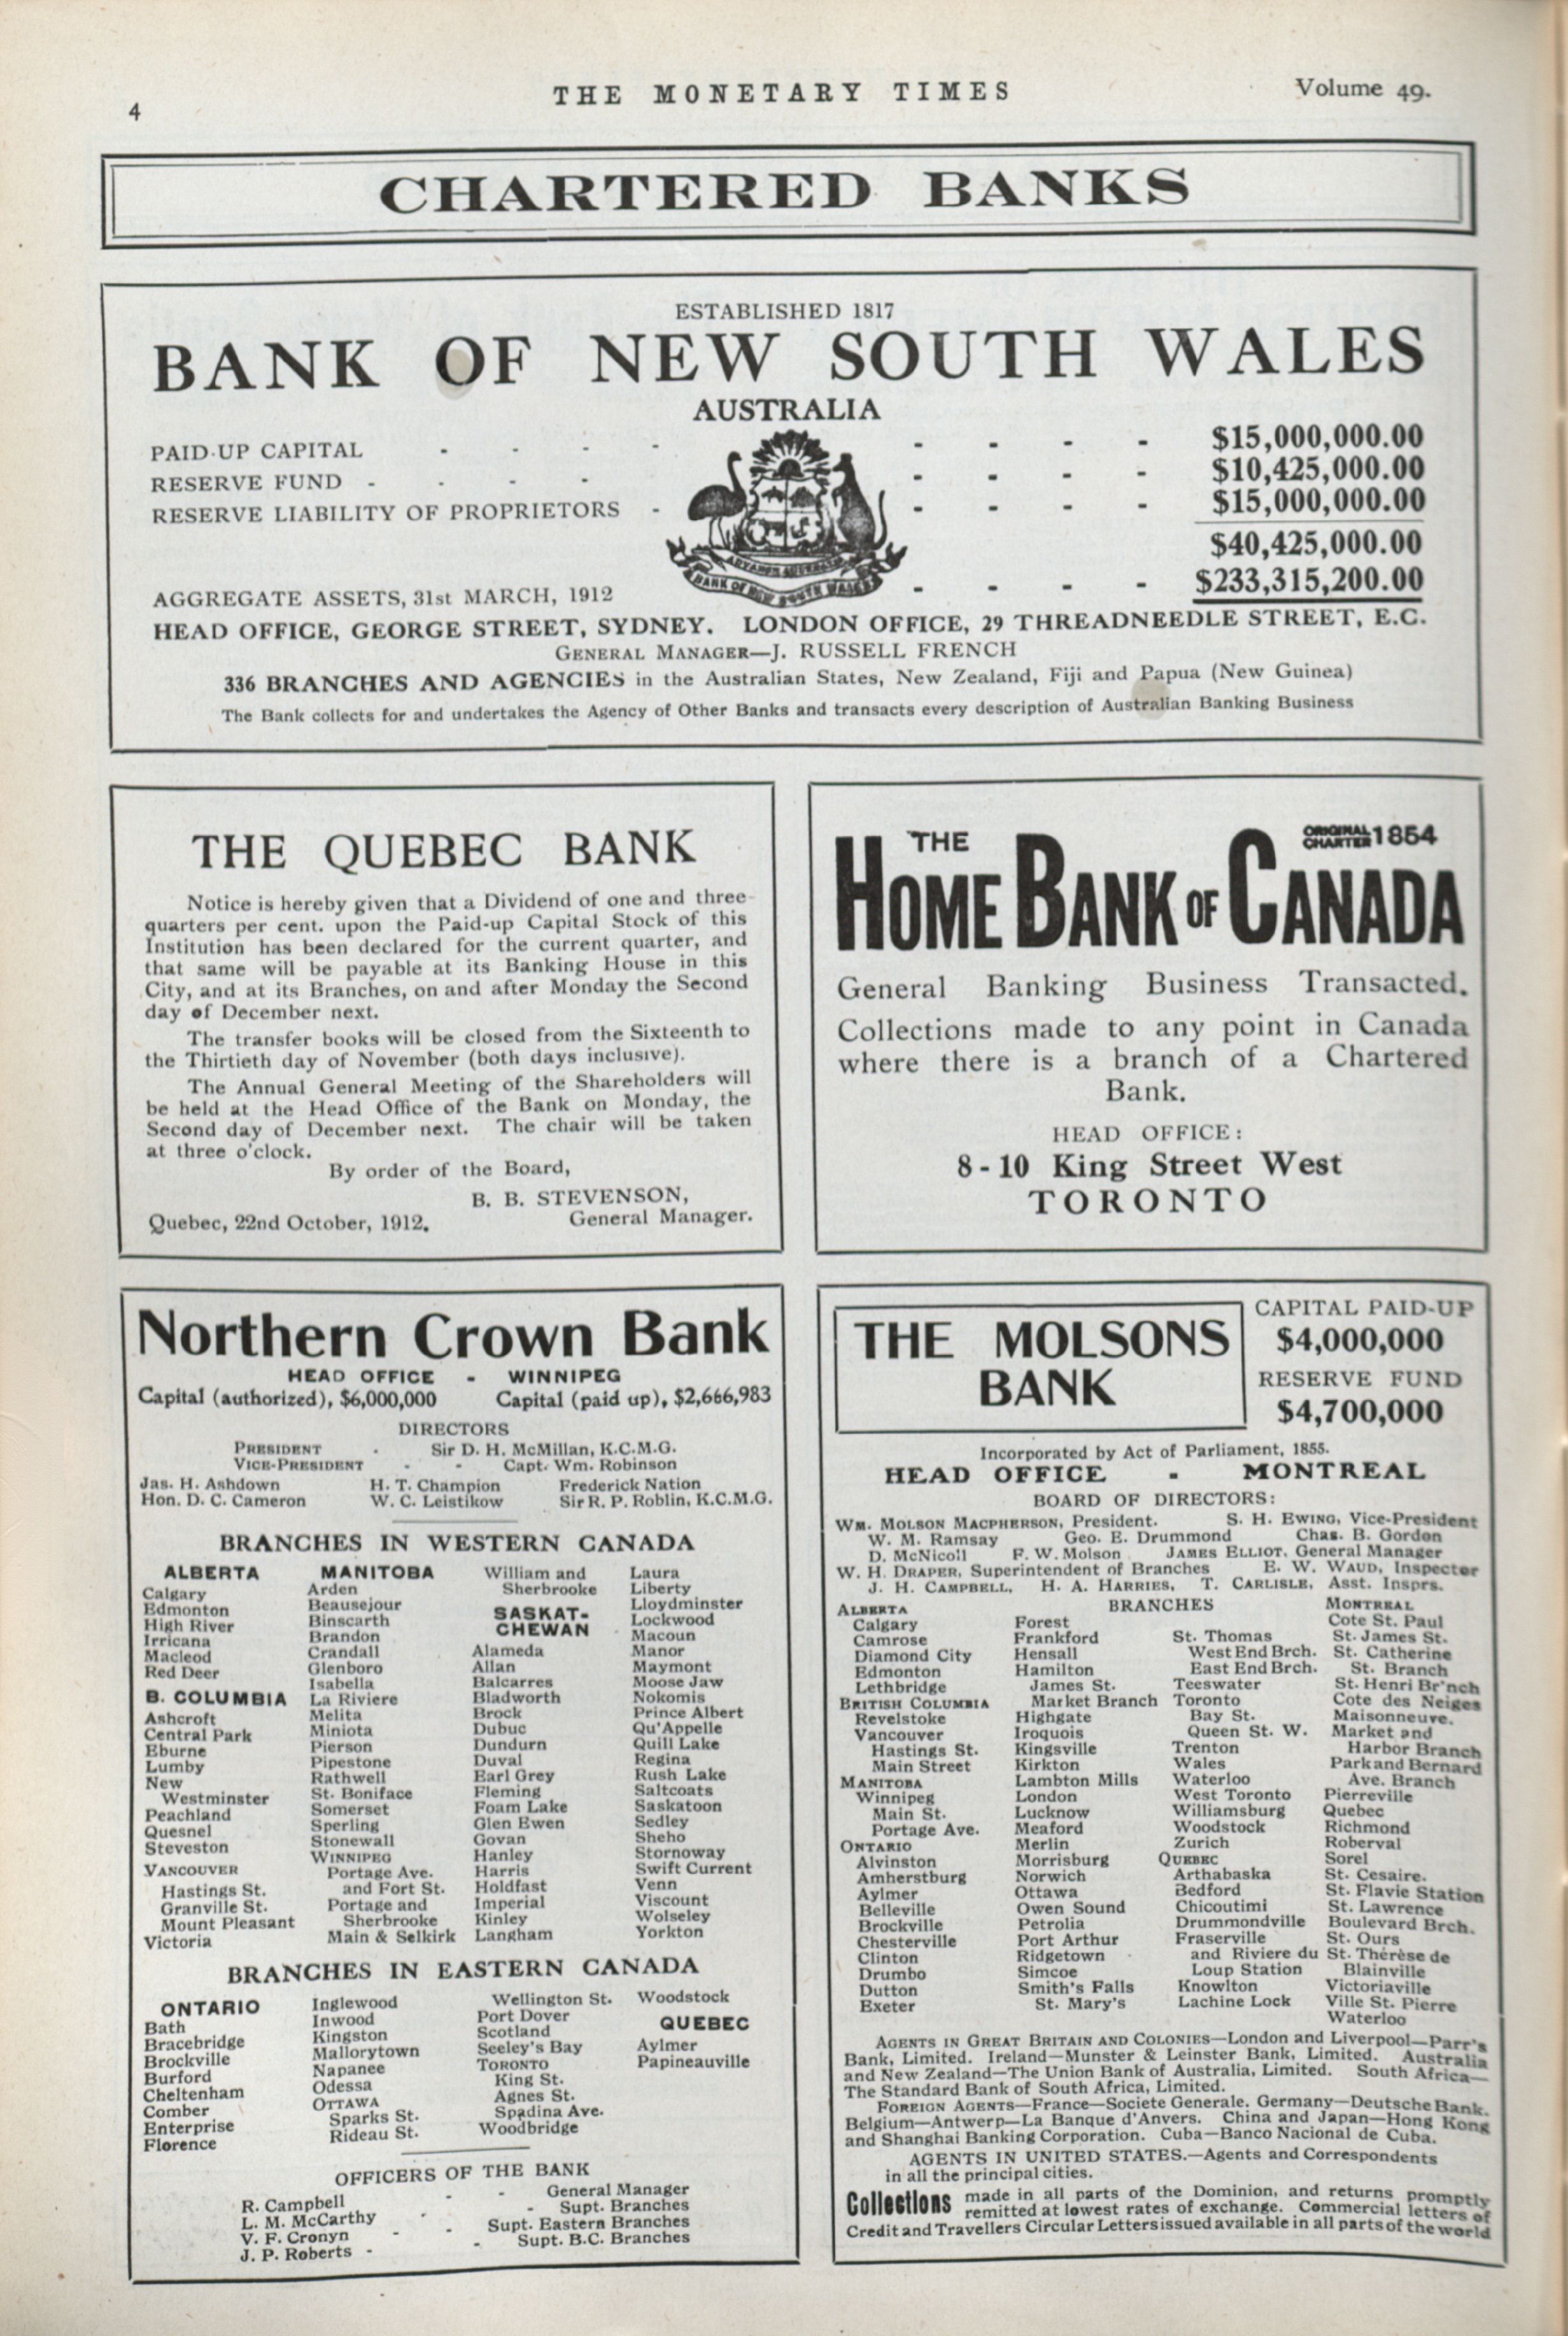 4
THE MONETARY TIMES
Volume 49.
CHARTERED BANKS
ESTABLISHED 1817
BANK OF NEW SOUTH WALES
AUSTRALIA
PAID-UP CAPITAL - - - - - - - - $15,000,000.00
RESERVE FUND - - - - - - - - $10,425,000.00
RESERVE LIABILITY OF PROPRIETORS - - - - - $15,000,000.00
$40,425,000.00
AGGREGATE ASSETS, 31st MARCH, 1912 - - - - $233,315,200.00
ADVANCE AUSTRALIA
BANK OF NEW SOUTH WALES
HEAD OFFICE, GEORGE STREET, SYDNEY. LONDON OFFICE, 29 THREADNEEDLE STREET, E.C.
GENERAL MANAGER—J. RUSSELL FRENCH
336 BRANCHES AND AGENCIES in the Australian States, New Zealand, Fiji and Papua (New Guinea)
The Bank collects for and undertakes the Agency of Other Banks and transacts every description of Australian Banking Business
THE QUEBEC BANK
Notice is hereby given that a Dividend of one and three-
quarters per cent. upon the Paid-up Capital Stock of this
Institution has been declared for the current quarter, and
that same will be payable at its Banking House in this
City, and at its Branches, on and after Monday the Second
day of December next.
The transfer books will be closed from the Sixteenth to
the Thirtieth day of November (both days inclusive).
The Annual General Meeting of the Shareholders will
be held at the Head Office of the Bank on Monday, the
Second day of December next. The chair will be taken
at three o'clock.
By order of the Board,
B. B. STEVENSON,
Quebec, 22nd October, 1912. General Manager.
THE
ORIGINAL CHARTER 1854
HOME BANK OF CANADA
General Banking Business Transacted.
Collections made to any point in Canada
where there is a branch of a Chartered
Bank.
HEAD OFFICE:
8-10 King Street West
TORONTO
Northern Crown Bank
HEAD OFFICE - WINNIPEG
Capital (authorized), $6,000,000 Capital (paid up), $2,666,983
DIRECTORS
PRESIDENT - Sir D. H. McMillan, K.C.M.G.
VICE-PRESIDENT - - Capt. Wm. Robinson
Jas. H. Ashdown H. T. Champion Frederick Nation
Hon. D. C. Cameron W. C. Leistikow Sir R. P. Roblin, K.C.M.G.
BRANCHES IN WESTERN CANADA
ALBERTA
Calgary
Edmonton
High River
Irricana
Macleod
Red Deer
B. COLUMBIA
Ashcroft
Central Park
Eburne
Lumby
New
Westminster
Peachland
Quesnel
Steveston
VANCOUVER
Hastings St.
Granville St.
Mount Pleasant
Victoria
MANITOBA
Arden
Beausejour
Binscarth
Brandon
Crandall
Glenboro
Isabella
La Riviere
Melita
Miniota
Pierson
Pipestone
Rathwell
St. Boniface
Somerset
Sperling
Stonewall
WINNIPEG
Portage Ave.
and Fort St.
Portage and
Sherbrooke
Main & Selkirk
William and
Sherbrooke
SASKAT-
CHEWAN
Alameda
Allan
Balcarres
Bladworth
Brock
Dubuc
Dundurn
Duval
Earl Grey
Fleming
Foam Lake
Glen Ewen
Govan
Hanley
Harris
Holdfast
Imperial
Kinley
Langham
Laura
Liberty
Lloydminster
Lockwood
Macoun
Manor
Maymont
Moose Jaw
Nokomis
Prince Albert
Qu'Appelle
Quill Lake
Regina
Rush Lake
Saltcoats
Saskatoon
Sedley
Sheho
Stornoway
Swift Current
Venn
Viscount
Wolseley
Yorkton
BRANCHES IN EASTERN CANADA
ONTARIO
Bath
Bracebridge
Brockville
Burford
Cheltenham
Comber
Enterprise
Florence
Inglewood
Inwood
Kingston
Mallorytown
Napanee
Odessa
OTTAWA
Sparks St.
Rideau St.
Wellington St.
Port Dover
Scotland
Seeley's Bay
TORONTO
King St.
Agnes St.
Spadina Ave.
Woodbridge
Woodstock
QUEBEC
Aylmer
Papineauville
OFFICERS OF THE BANK
R. Campbell - - General Manager
L. M. McCarthy - - Supt. Branches
V. F. Cronyn - - Supt. Eastern Branches
J. P. Roberts - - Supt. B.C. Branches
THE MOLSONS
BANK
CAPITAL PAID-UP
$4,000,000
RESERVE FUND
$4,700,000
Incorporated by Act of Parliament, 1855.
HEAD OFFICE - MONTREAL
BOARD OF DIRECTORS:
WM. MOLSON MACPHERSON, President. S. H. EWING, Vice-President
W. M. Ramsay Geo. E. Drummond Chas. B. Gordon
D. McNicoll F. W. Molson JAMES ELLIOT, General Manager
W. H. DRAPER, Superintendent of Branches E. W. WAUD, Inspector
J. H. CAMPBELL, H. A. HARRIES, T. CARLISLE, Asst. Insprs.
BRANCHES
ALBERTA
Calgary
Camrose
Diamond City
Edmonton
Lethbridge
BRITISH COLUMBIA
Revelstoke
Vancouver
Hastings St.
Main Street
MANITOBA
Winnipeg
Main St.
Portage Ave.
ONTARIO
Alvinston
Amherstburg
Aylmer
Belleville
Brockville
Chesterville
Clinton
Drumbo
Dutton
Exeter
Forest
Frankford
Hensall
Hamilton
James St.
Market Branch
Highgate
Iroquois
Kingsville
Kirkton
Lambton Mills
London
Lucknow
Meaford
Merlin
Morrisburg
Norwich
Ottawa
Owen Sound
Petrolia
Port Arthur
Ridgetown
Simcoe
Smith's Falls
St. Mary's
St. Thomas
West End Brch.
East End Brch.
Teeswater
Toronto
Bay St.
Queen St. W.
Trenton
Wales
Waterloo
West Toronto
Williamsburg
Woodstock
Zurich
QUEBEC
Arthabaska
Bedford
Chicoutimi
Drummondville
Fraserville
and Riviere du
Loup Station
Knowlton
Lachine Lock
MONTREAL
Cote St. Paul
St. James St.
St. Catherine
St. Branch
St. Henri Br'nch
Cote des Neiges
Maisonneuve.
Market and
Harbor Branch
Park and Bernard
Ave. Branch
Pierreville
Quebec
Richmond
Roberval
Sorel
St. Cesaire.
St. Flavie Station
St. Lawrence
Boulevard Brch.
St. Ours
St. Thérèse de
Blainville
Victoriaville
Ville St. Pierre
Waterloo
AGENTS IN GREAT BRITAIN AND COLONIES—London and Liverpool—Parr's
Bank, Limited. Ireland—Munster & Leinster Bank, Limited. Australia
and New Zealand—The Union Bank of Australia, Limited. South Africa—
The Standard Bank of South Africa, Limited.
FOREIGN AGENTS—France—Societe Generale. Germany—Deutsche Bank.
Belgium—Antwerp—La Banque d'Anvers. China and Japan—Hong Kong
and Shanghai Banking Corporation. Cuba—Banco Nacional de Cuba.
AGENTS IN UNITED STATES.—Agents and Correspondents
in all the principal cities.
Collections made in all parts of the Dominion, and returns promptly
remitted at lowest rates of exchange. Commercial letters of
Credit and Travellers Circular Letters issued available in all parts of the world